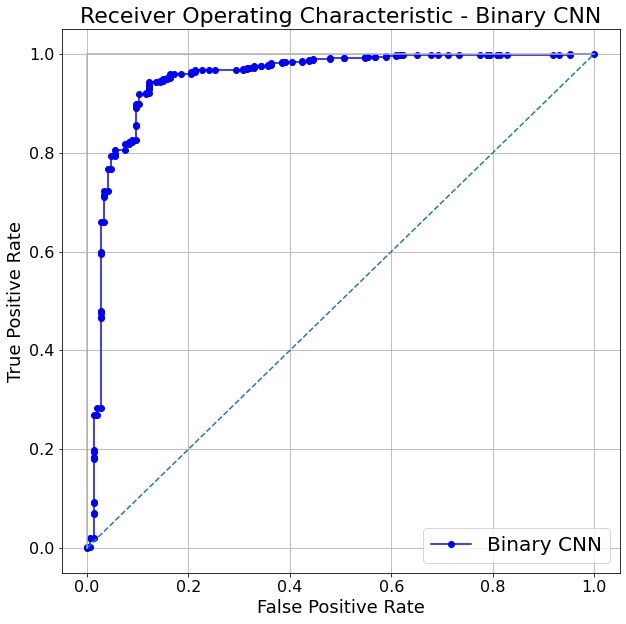 Receiver Operating Characteristic - Binary CNN
1.0
0.8
0.6
0.4
0.2
0.0
True Positive Rate
Binary CNN
0.0 0.2 0.4 0.6 0.8 1.0
False Positive Rate